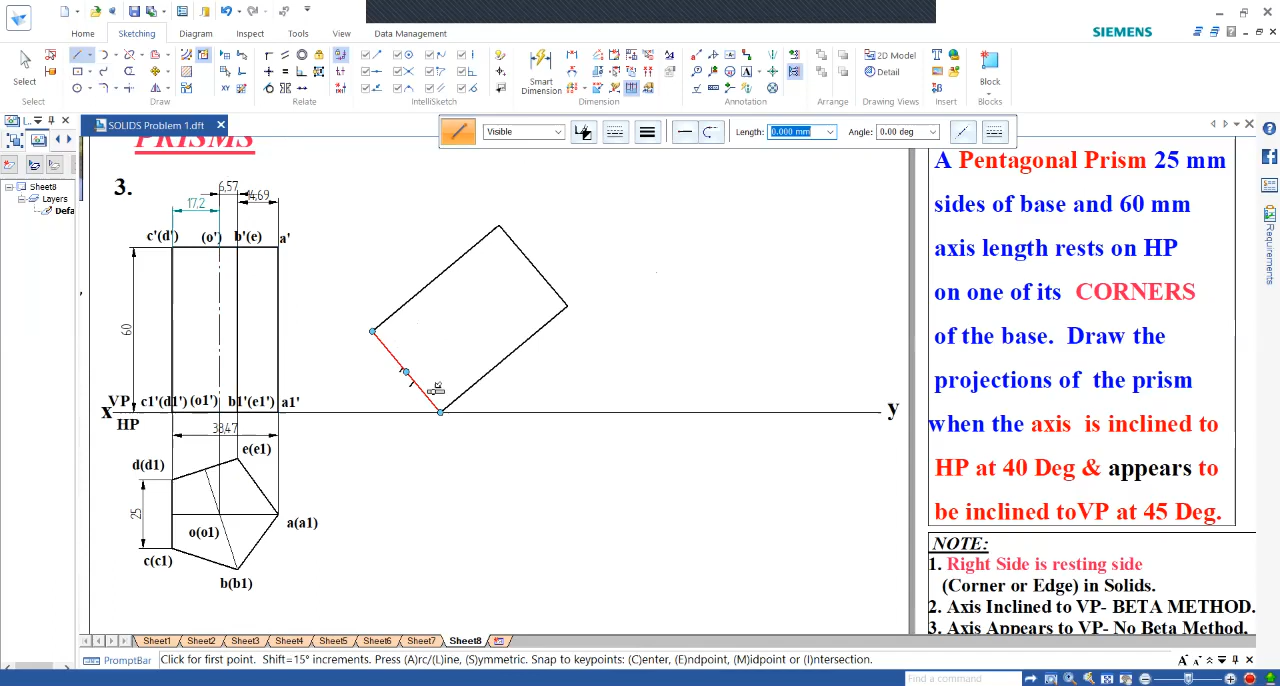 Home
Sketching
Diagram
Inspect
Tools
View
Data Management
SIEMENS
Select
Smart
Dimension
2D Model
Detail
Block
Select
Draw
Relate
IntelliSketch
Dimension
Annotation
Arrange
Drawing Views
Insert
Blocks
L..
SOLIDS Problem 1.dft
Visible
Length:
0.000 mm
Angle:
0.00 deg
Sheet8
Layers
Defa
PRISMS
3.
6,57
14,69
17,2
c'(d')
(o')
b'(e)
a'
60
VP
c1'(d1')
(o1')
b1'(e1')
a1'
x
HP
y
38,47
e(e1)
d(d1)
25
o(o1)
a(a1)
c(c1)
b(b1)
A Pentagonal Prism 25 mm
sides of base and 60 mm
axis length rests on HP
on one of its CORNERS
of the base. Draw the
projections of the prism
when the axis is inclined to
HP at 40 Deg & appears to
be inclined toVP at 45 Deg.
NOTE:
1. Right Side is resting side
(Corner or Edge) in Solids.
2. Axis Inclined to VP- BETA METHOD.
3. Axis Appears to VP- No Beta Method,
Requirements
Sheet1
Sheet2
Sheet3
Sheet4
Sheet5
Sheet6
Sheet7
Sheet8
PromptBar
Click for first point. Shift=15° increments. Press (A)rc/(L)ine, (S)ymmetric. Snap to keypoints: (C)enter, (E)ndpoint, (M)idpoint or (I)ntersection.
Find a command